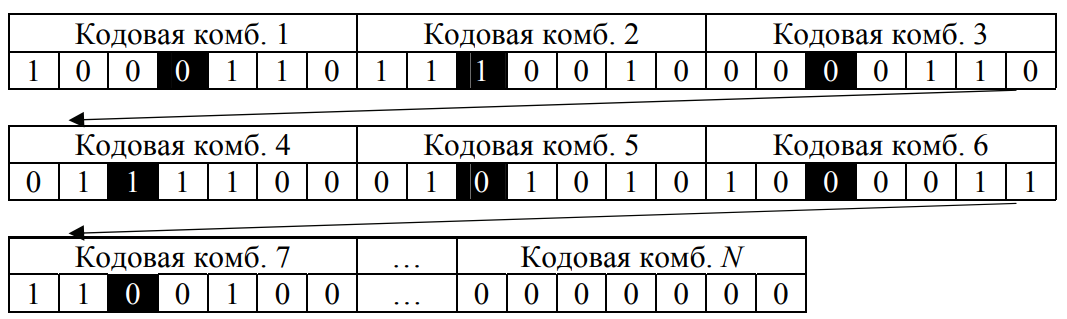 Кодовая комб. 1 Кодовая комб. 2 Кодовая комб. 3
1 0 0 0 1 1 0 1 1 1 0 0 1 0 0 0 0 0 1 1 0
Кодовая комб. 4 Кодовая комб. 5 Кодовая комб. 6
0 1 1 1 1 0 0 0 1 0 1 0 1 0 1 0 0 0 0 1 1
Кодовая комб. 7 ... Кодовая комб. N
1 1 0 0 1 0 0 ... 0 0 0 0 0 0 0